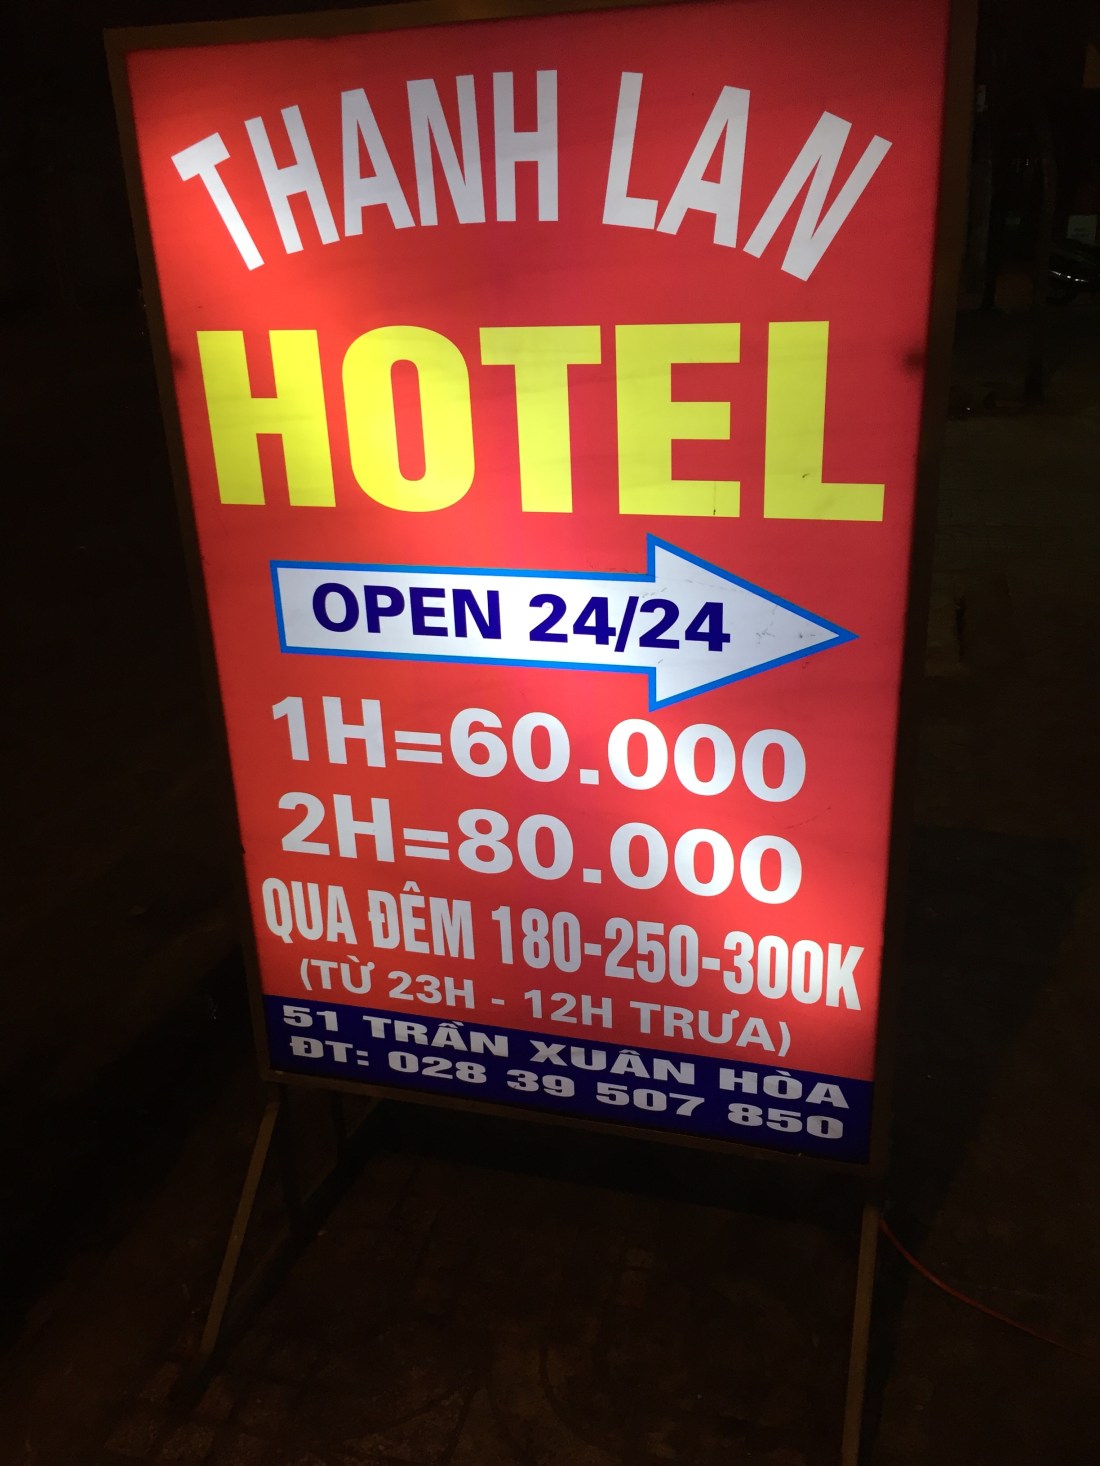 THANH LAN
HOTEL
OPEN 24/24
1H=60.000
2H=80.000
QUA ĐÊM 180-250-300K
(TỪ 23H - 12H TRƯA)
51 TRẦN XUÂN HÒA
ĐT: 028 39 507 850